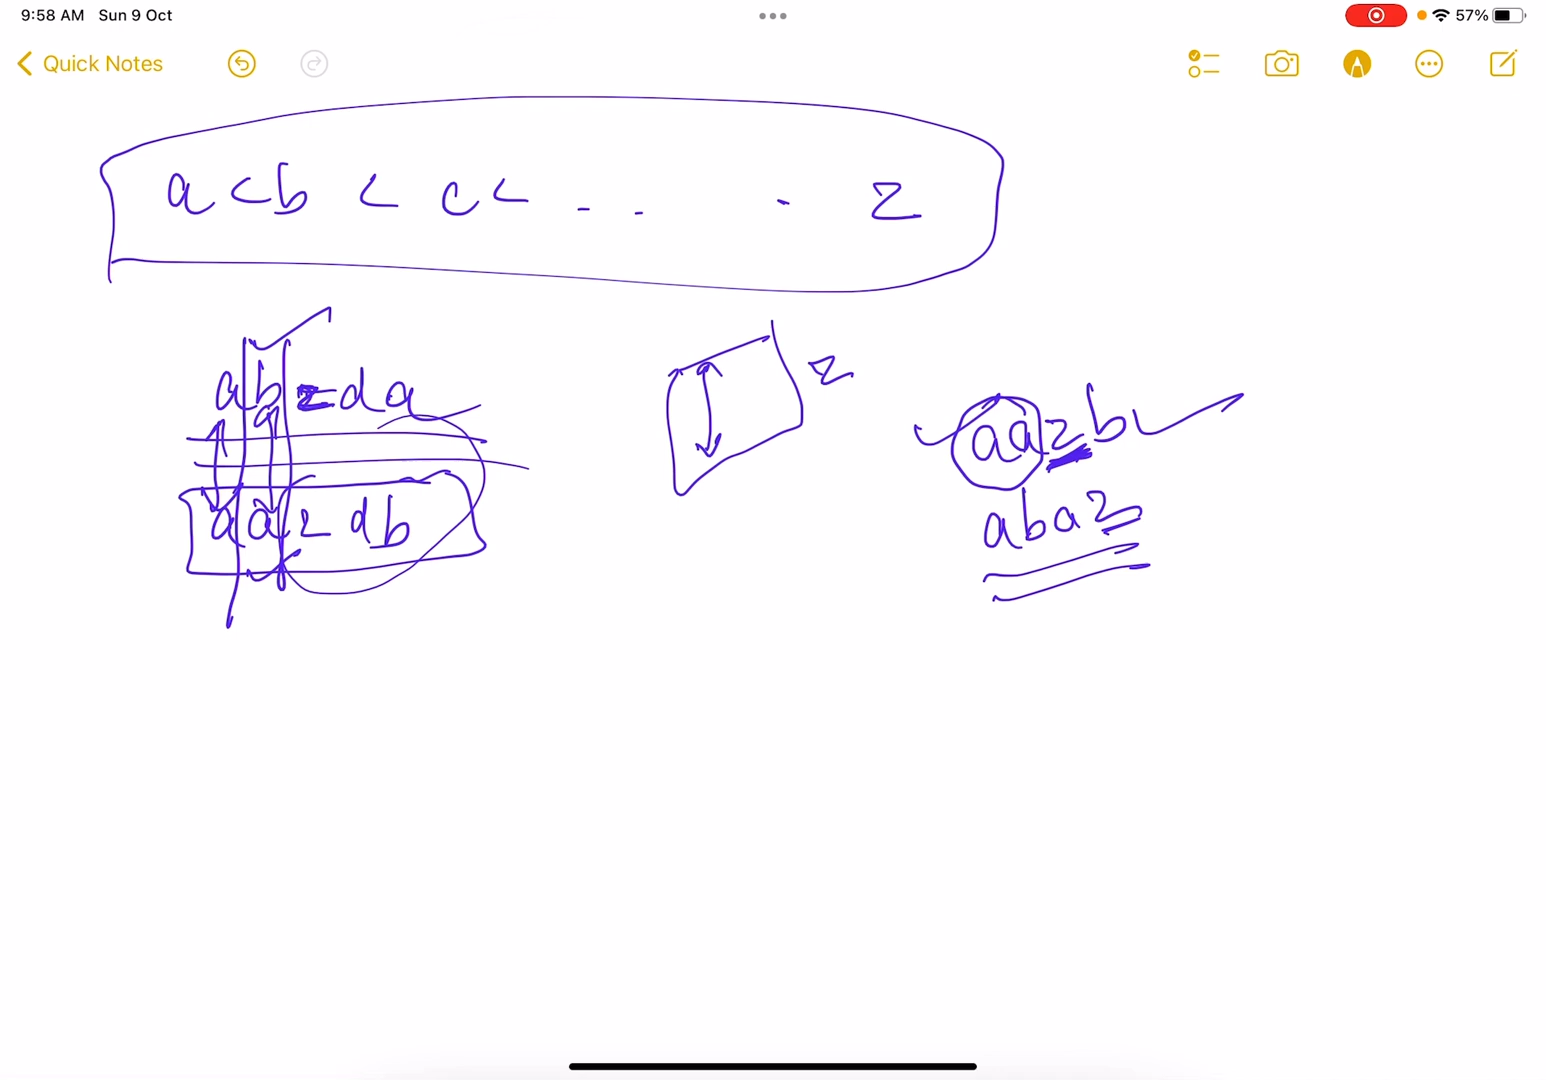 9:58 AM Sun 9 Oct
57%
Quick Notes
a < b < c < . . . z
abzda
z
aazb
aazdb
abaz